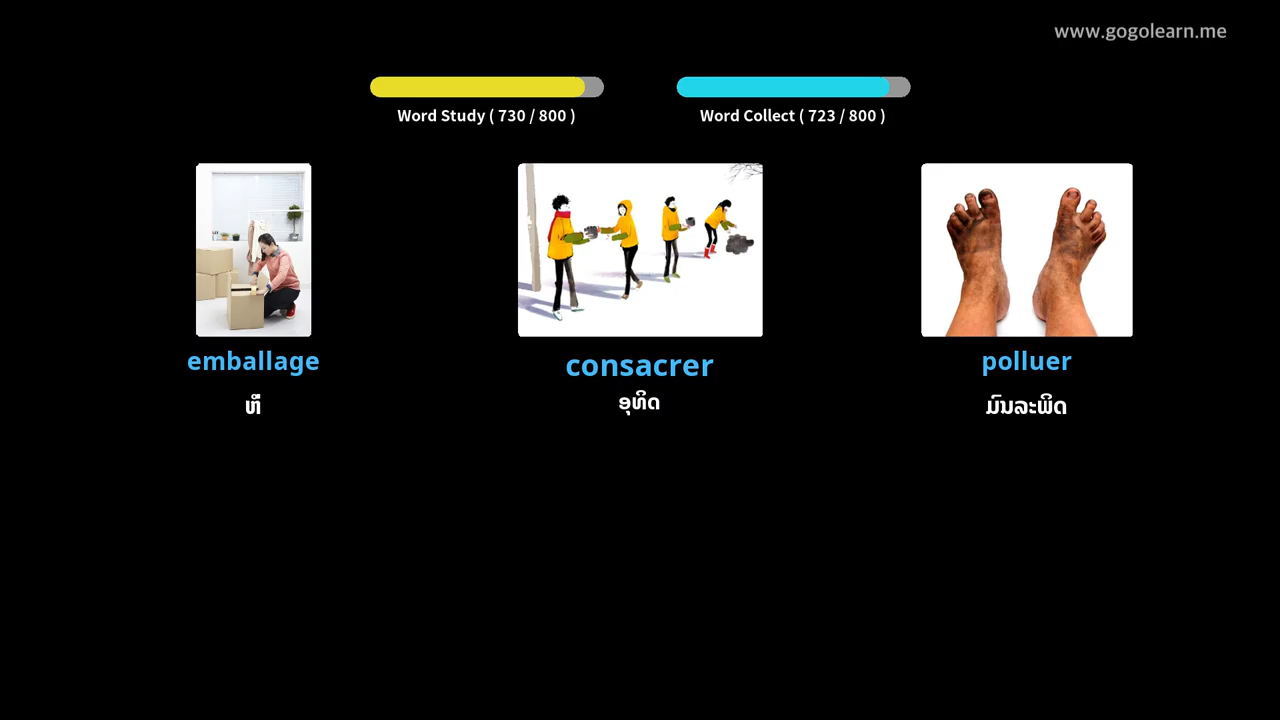 www.gogolearn.me
Word Study ( 730 / 800 )
Word Collect ( 723 / 800 )
emballage
ຫໍ່
consacrer
ອຸທິດ
polluer
ມົນລະພິດ